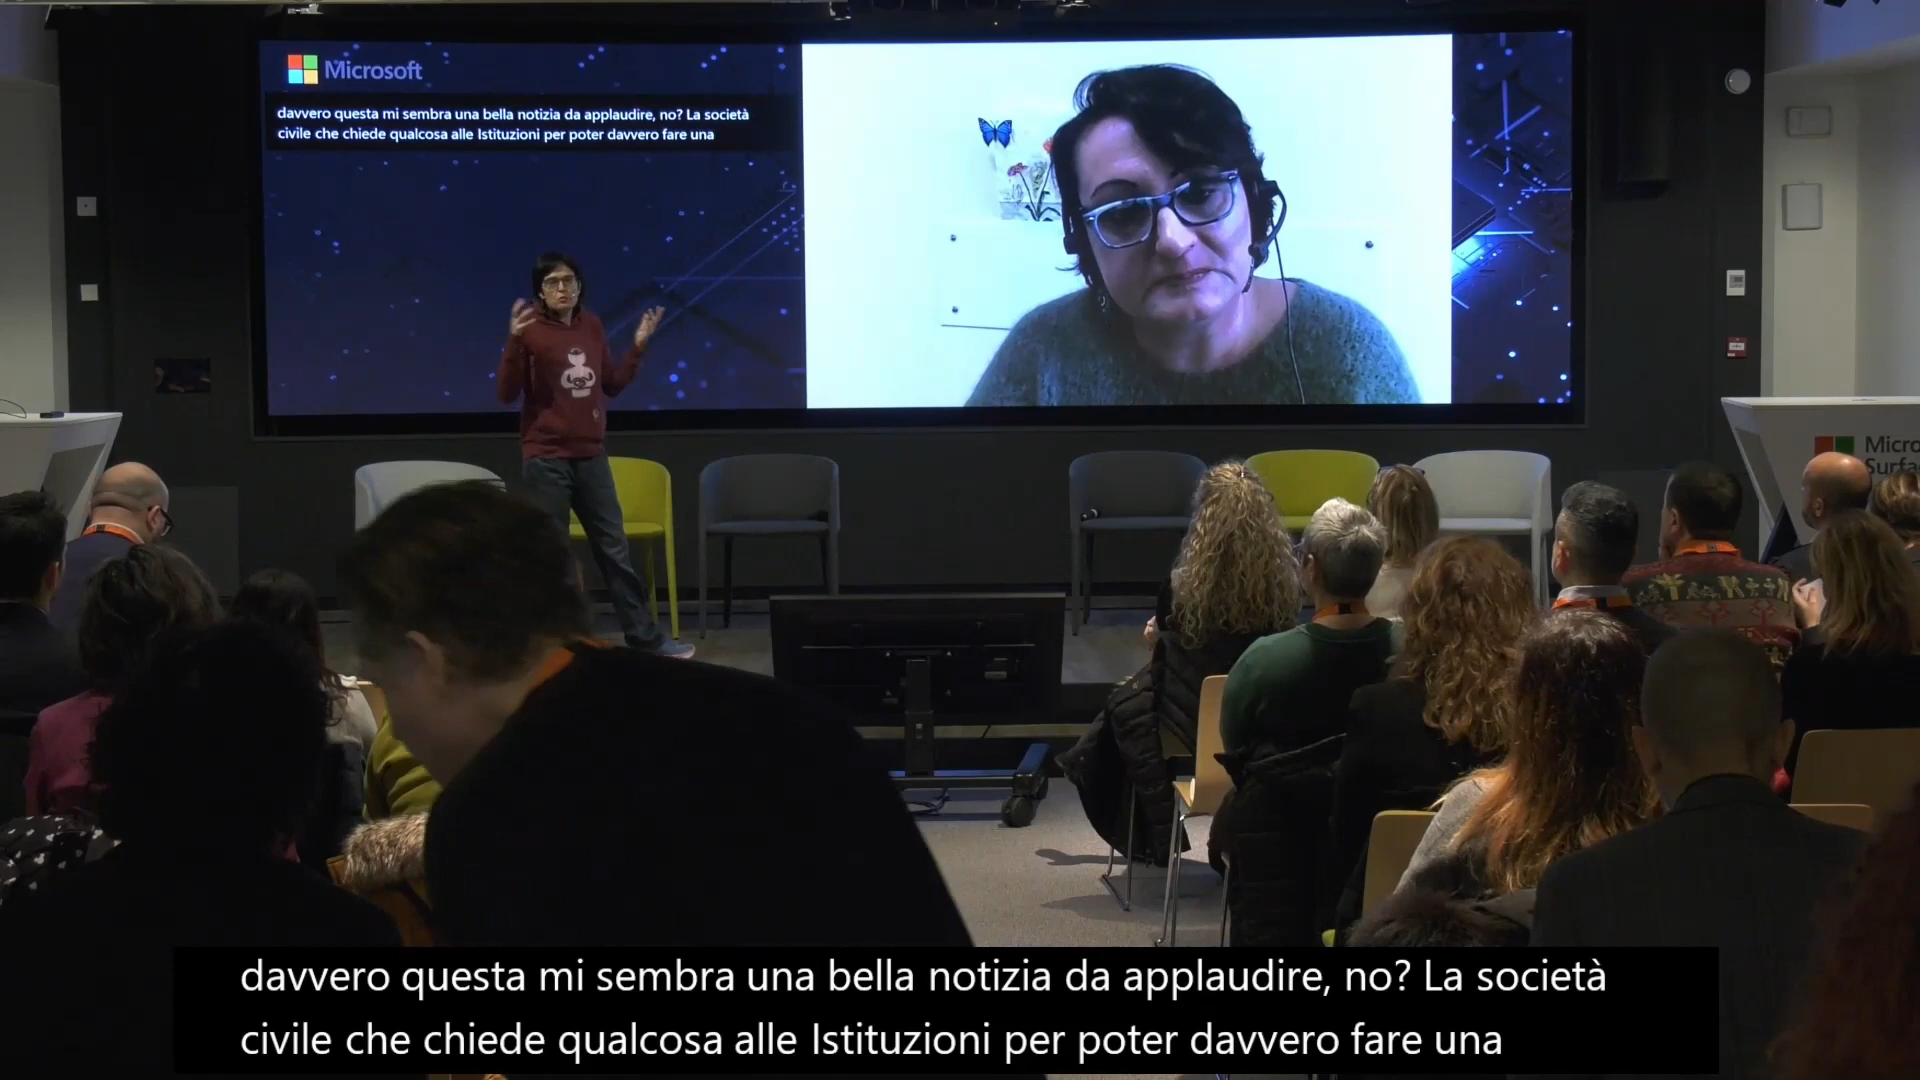 Microsoft
davvero questa mi sembra una bella notizia da applaudire, no? La società
civile che chiede qualcosa alle Istituzioni per poter davvero fare una
Micro
Surfa
davvero questa mi sembra una bella notizia da applaudire, no? La società
civile che chiede qualcosa alle Istituzioni per poter davvero fare una